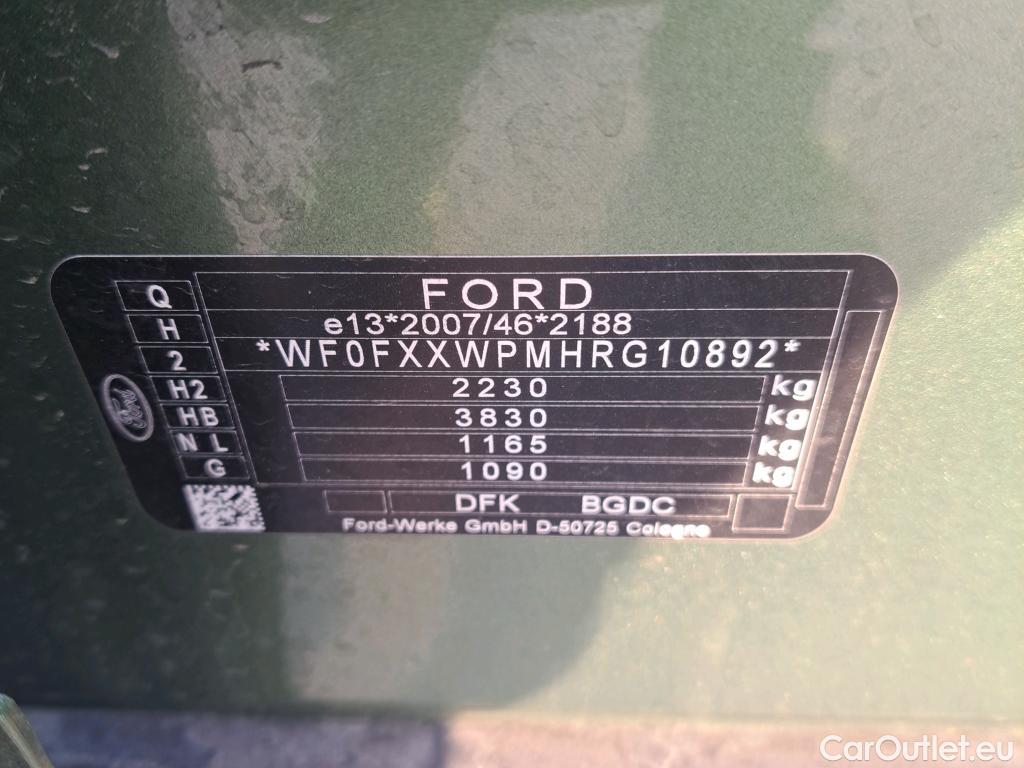 Q FORD
H e13*2007/46*2188
2 *WF0FXXWPMHRG10892*
H2 2230 kg
HB 3830 kg
N L 1165 kg
G 1090 kg
DFK BGDC
Ford-Werke GmbH D-50725 Cologne
Ford
CarOutlet.eu